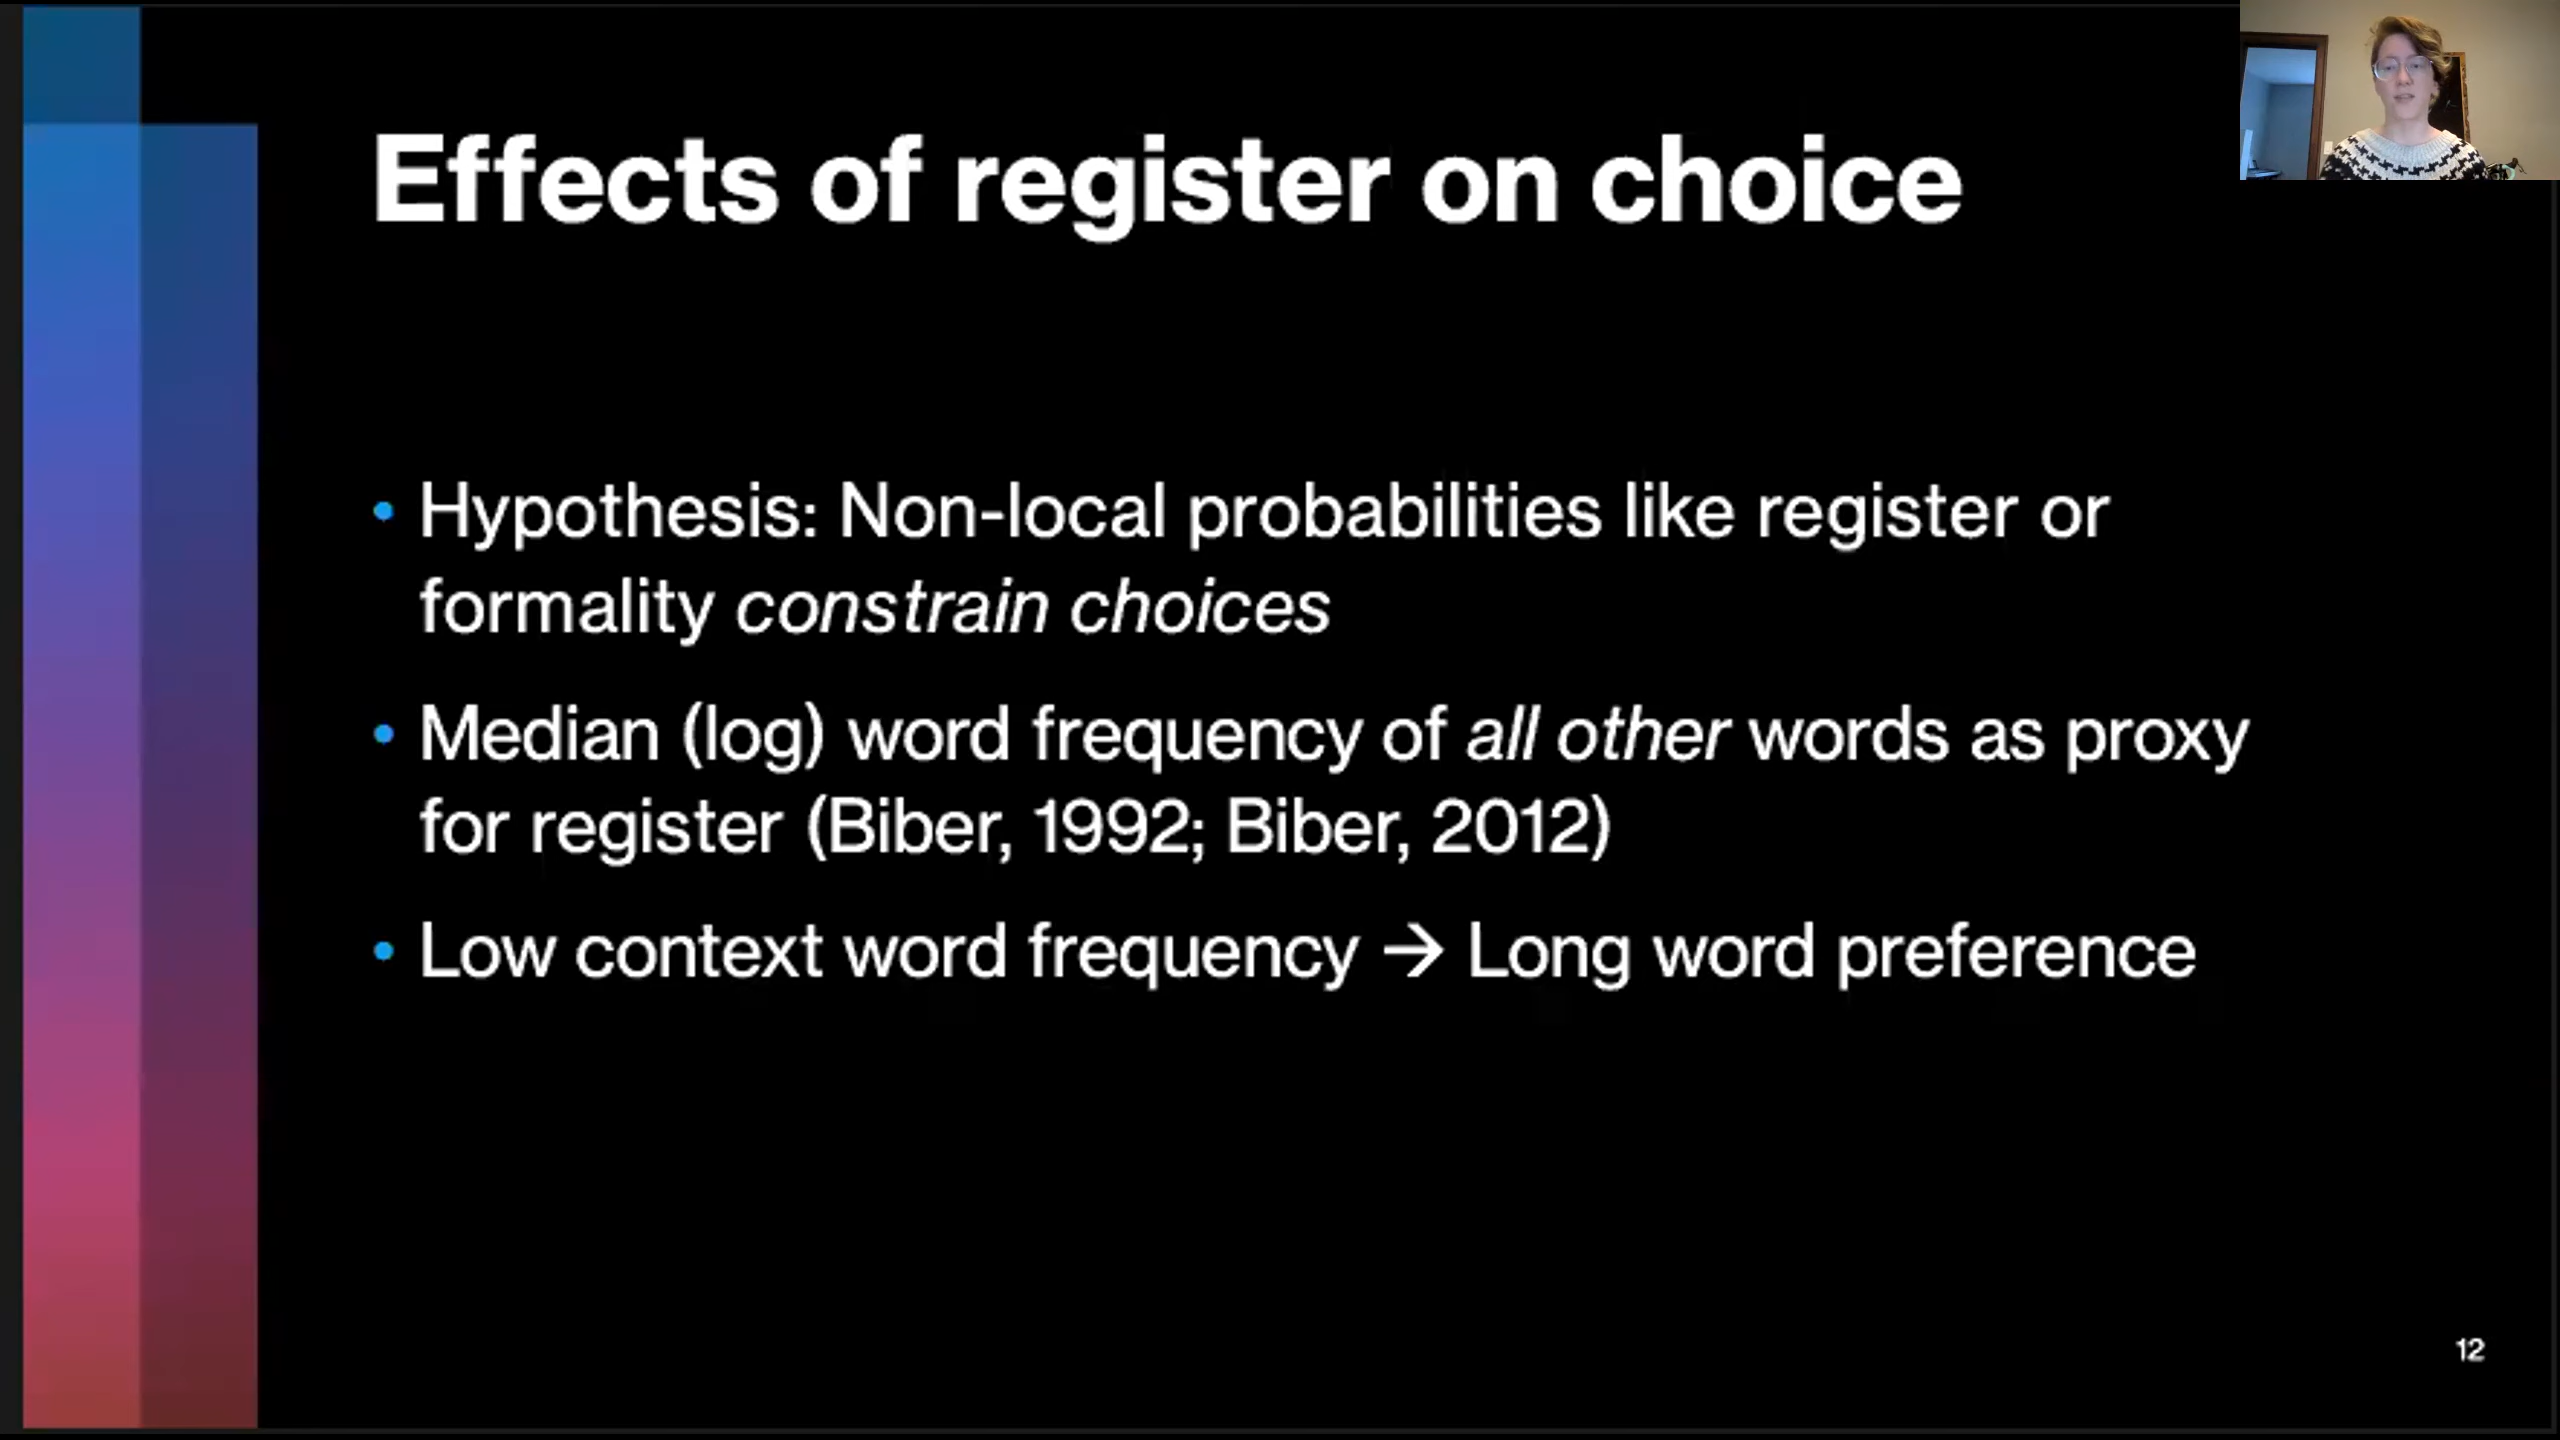 Effects of register on choice
• Hypothesis: Non-local probabilities like register or
formality constrain choices
• Median (log) word frequency of all other words as proxy
for register (Biber, 1992; Biber, 2012)
• Low context word frequency → Long word preference
12